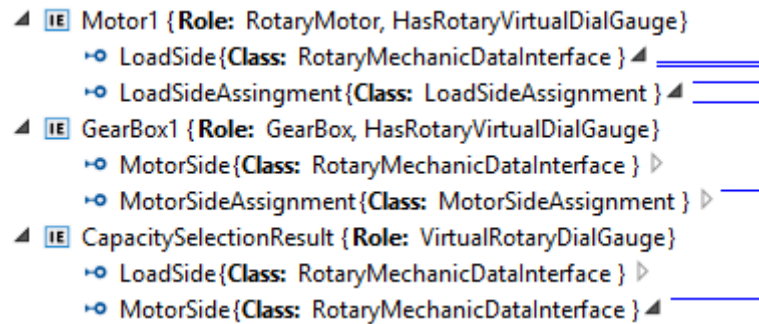 IE Motor1 {Role: RotaryMotor, HasRotaryVirtualDialGauge}
LoadSide{Class: RotaryMechanicDataInterface }
LoadSideAssingment{Class: LoadSideAssignment }
IE GearBox1 {Role: GearBox, HasRotaryVirtualDialGauge}
MotorSide{Class: RotaryMechanicDataInterface }
MotorSideAssignment{Class: MotorSideAssignment }
IE CapacitySelectionResult {Role: VirtualRotaryDialGauge}
LoadSide{Class: RotaryMechanicDataInterface }
MotorSide{Class: RotaryMechanicDataInterface }